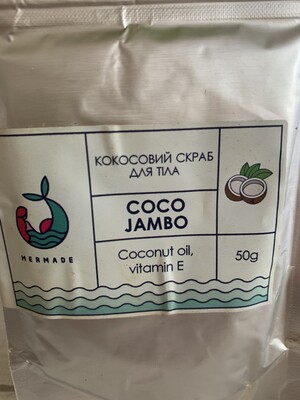 КОКОСОВИЙ СКРАБ
ДЛЯ ТІЛА
COCO
JAMBO
Coconut oil,
vitamin E
50g
MERMADE